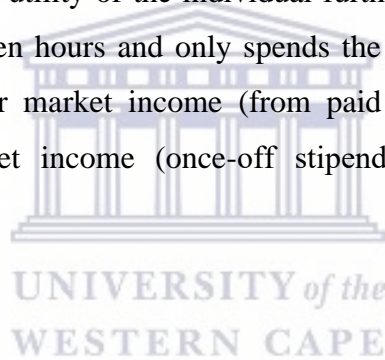 utility of the individual furth
en hours and only spends the
r market income (from paid
et income (once-off stipend
UNIVERSITY of the
WESTERN CAPE